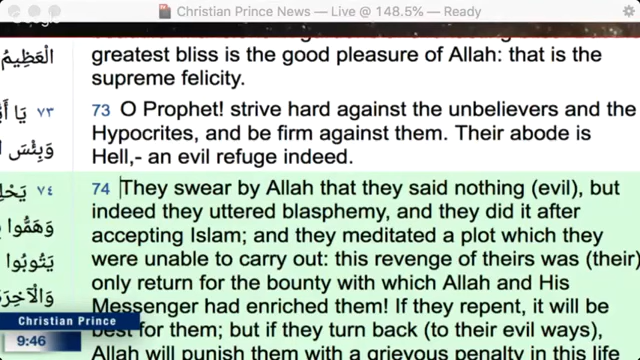 Christian Prince News — Live @ 148.5% — Ready
greatest bliss is the good pleasure of Allah: that is the
supreme felicity.
الْعَظِيمُ
73 O Prophet! strive hard against the unbelievers and the
Hypocrites, and be firm against them. Their abode is
Hell,- an evil refuge indeed.
٧٣ يَا
وَبِئْسَ
74 They swear by Allah that they said nothing (evil), but
indeed they uttered blasphemy, and they did it after
accepting Islam; and they meditated a plot which they
were unable to carry out: this revenge of theirs was (their)
only return for the bounty with which Allah and His
Messenger had enriched them! If they repent, it will be
best for them; but if they turn back (to their evil ways),
Allah will punish them with a grievous penalty in this life
٧٤
وَهَمُّوا
يَتُوبُوا
Christian Prince
9:46